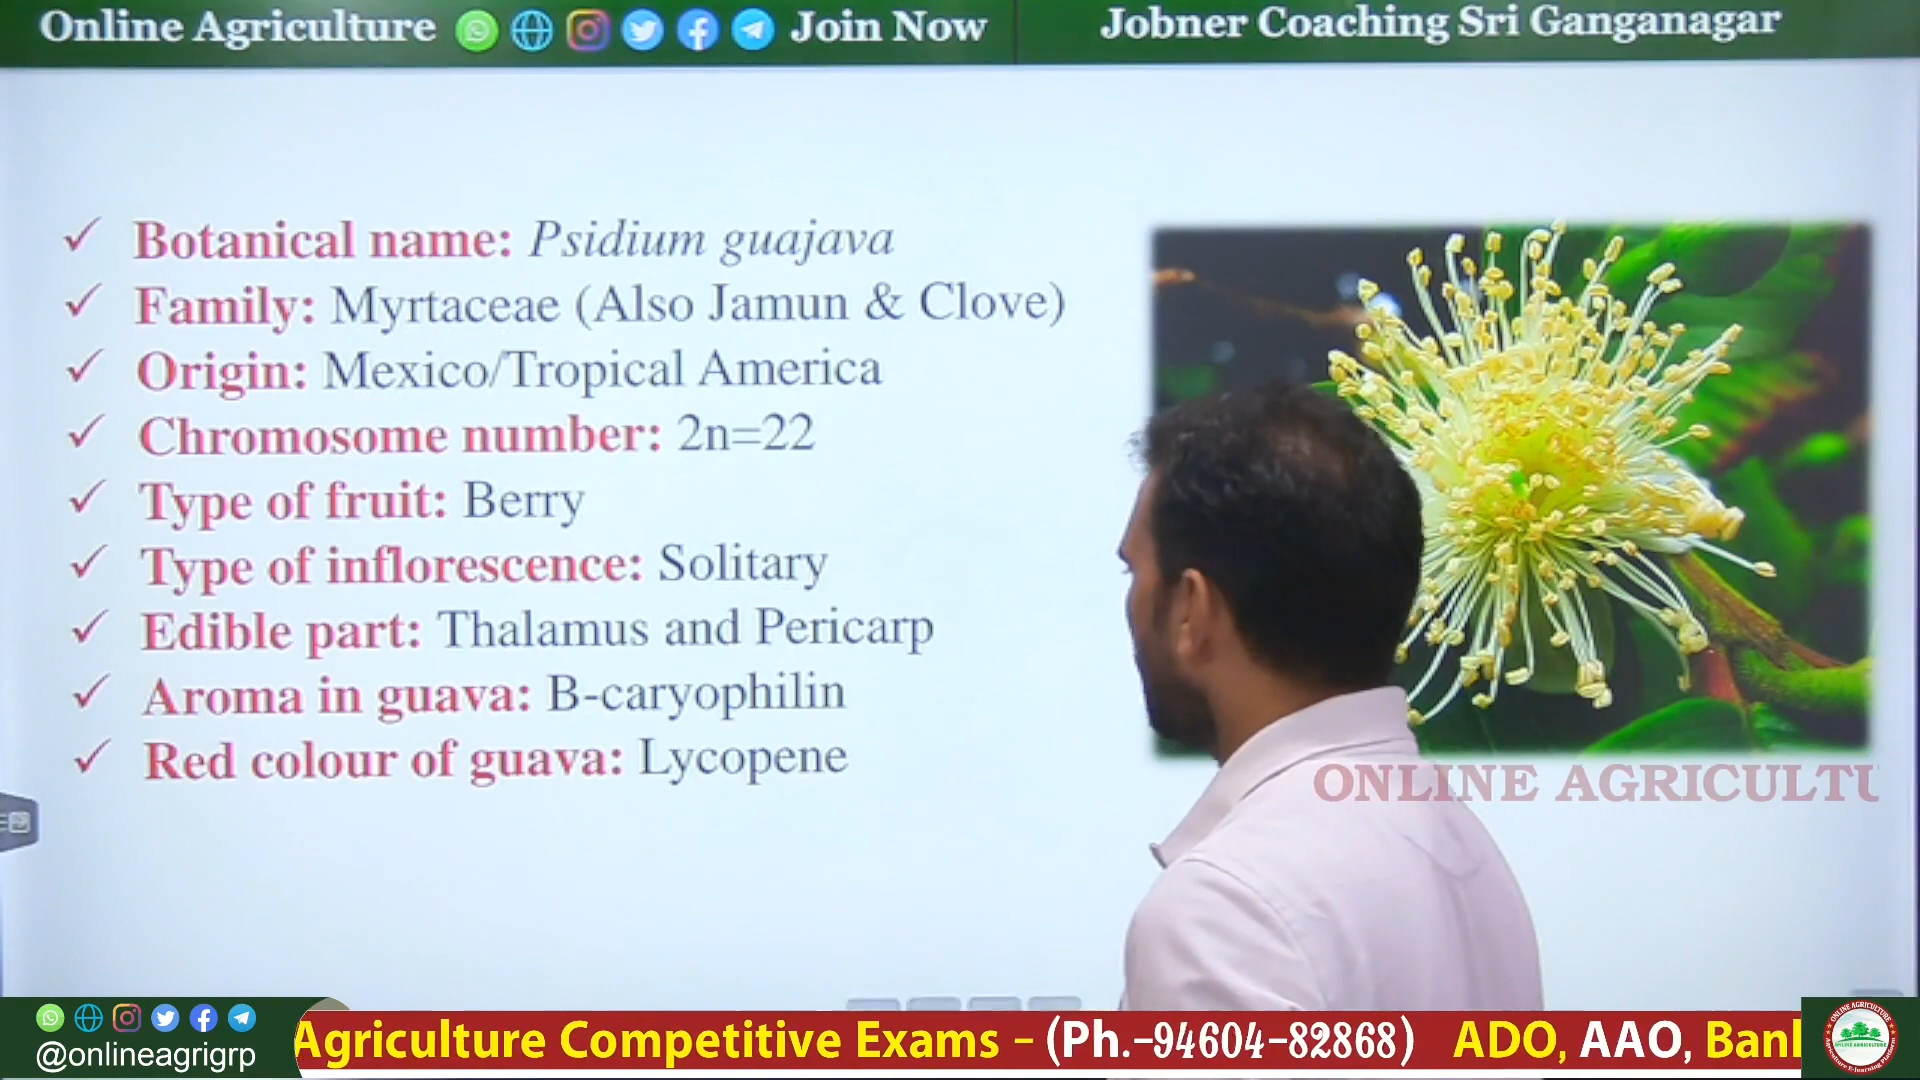 Online Agriculture Join Now
Jobner Coaching Sri Ganganagar
✓ Botanical name: Psidium guajava
✓ Family: Myrtaceae (Also Jamun & Clove)
✓ Origin: Mexico/Tropical America
✓ Chromosome number: 2n=22
✓ Type of fruit: Berry
✓ Type of inflorescence: Solitary
✓ Edible part: Thalamus and Pericarp
✓ Aroma in guava: B-caryophilin
✓ Red colour of guava: Lycopene
ONLINE AGRICULTU
@onlineagrigrp
Agriculture Competitive Exams - (Ph.-94604-82868) ADO, AAO, Ban
ONLINE AGRICULTURE